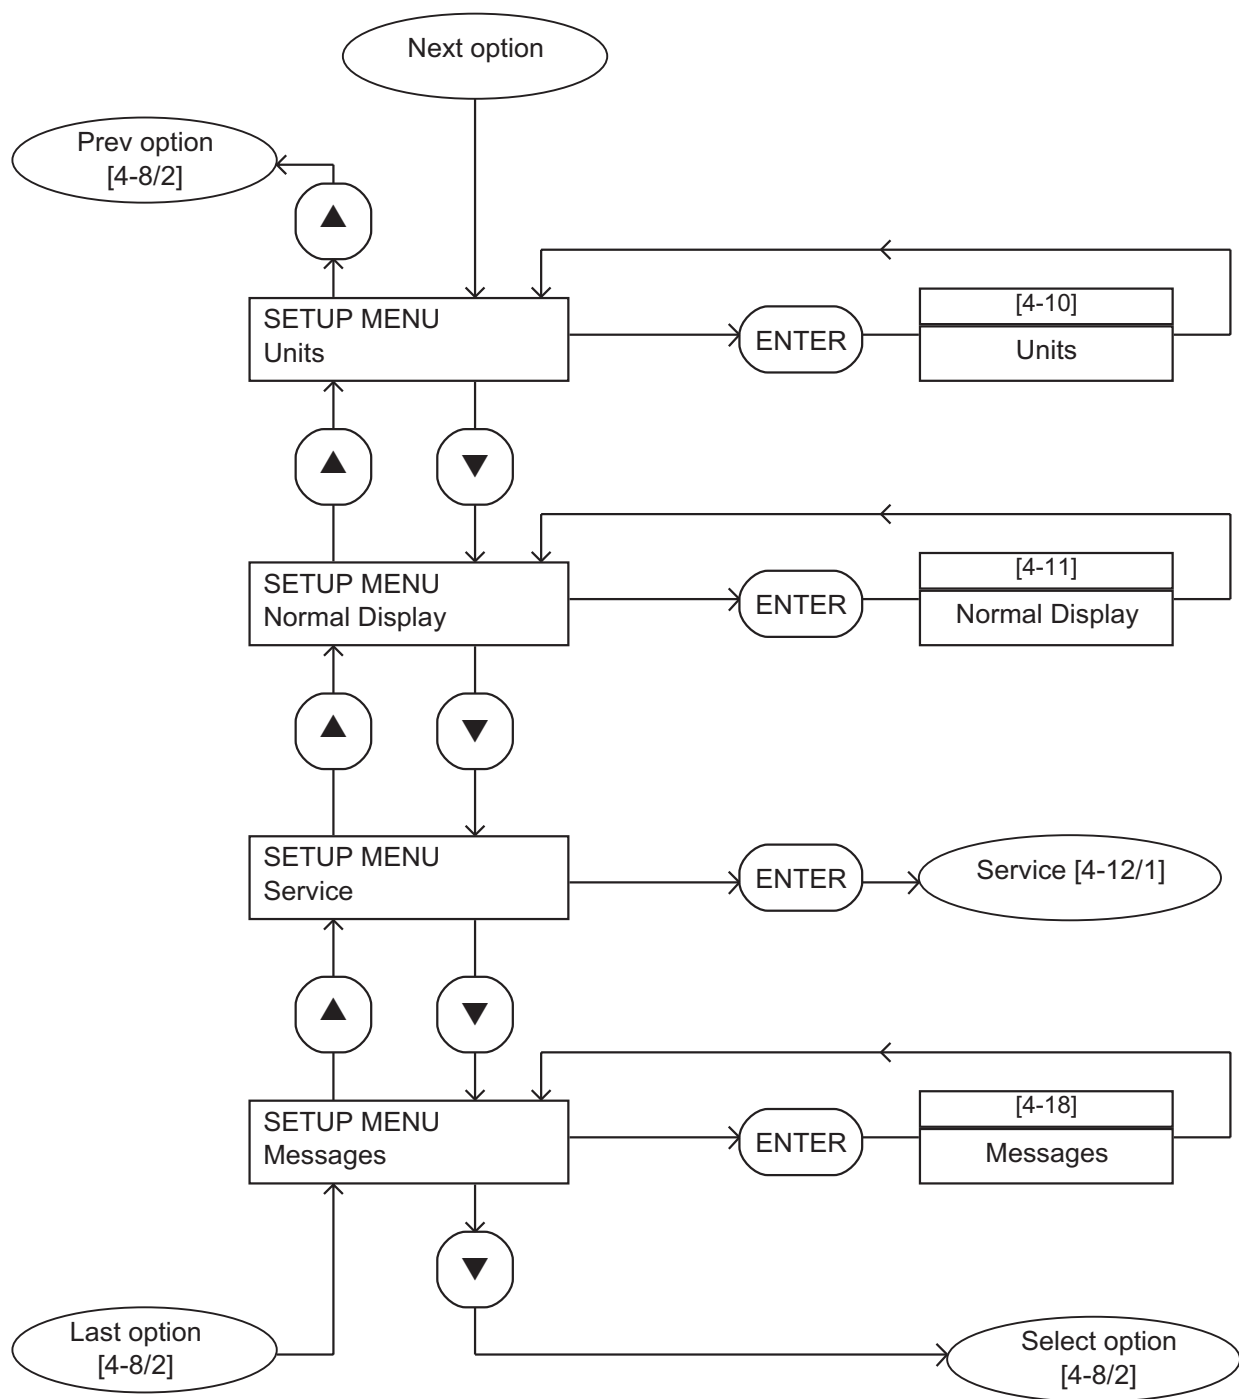 Next option
Prev option
[4-8/2]
SETUP MENU
Units
ENTER
[4-10]
Units
SETUP MENU
Normal Display
ENTER
[4-11]
Normal Display
SETUP MENU
Service
ENTER
Service [4-12/1]
SETUP MENU
Messages
ENTER
[4-18]
Messages
Last option
[4-8/2]
Select option
[4-8/2]